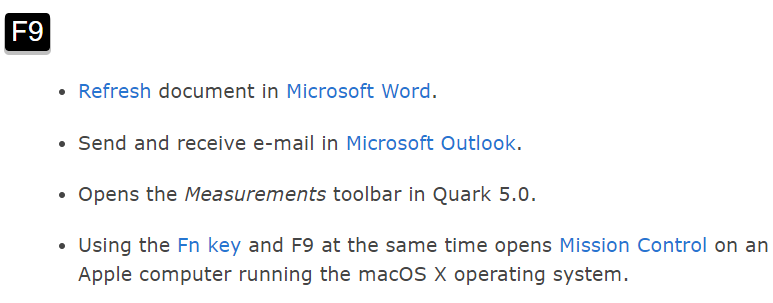 F9
Refresh document in Microsoft Word.
Send and receive e-mail in Microsoft Outlook.
Opens the Measurements toolbar in Quark 5.0.
Using the Fn key and F9 at the same time opens Mission Control on an
Apple computer running the macOS X operating system.